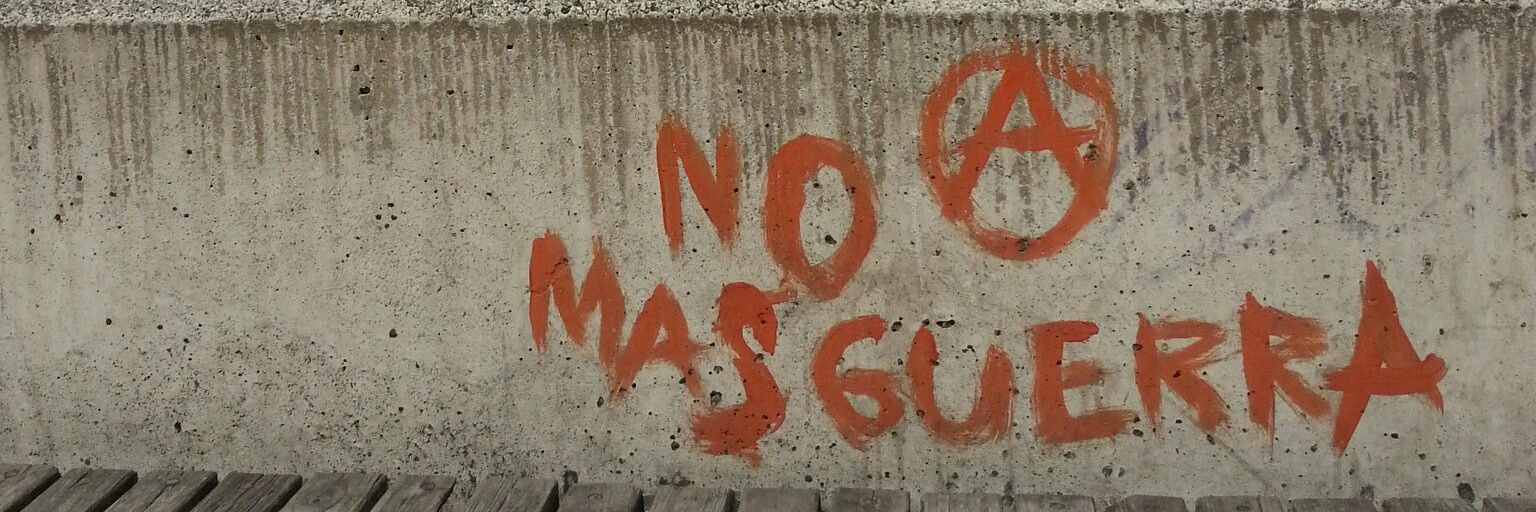 NO Ⓐ
MAS GUERRA